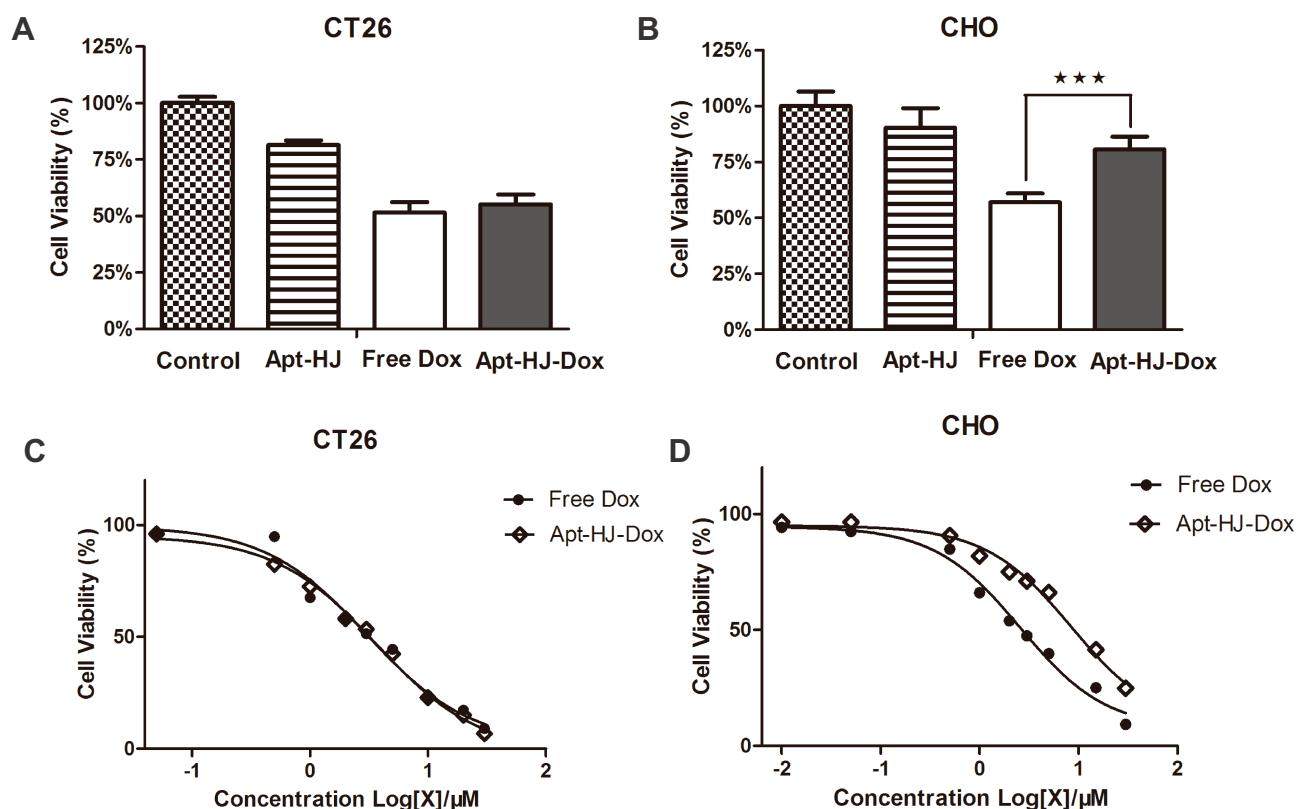 A
CT26
125%
100%
75%
50%
25%
0%
Cell Viability (%)
Control
Apt-HJ
Free Dox
Apt-HJ-Dox
B
CHO
★★★
125%
100%
75%
50%
25%
0%
Cell Viability (%)
Control
Apt-HJ
Free Dox
Apt-HJ-Dox
C
CT26
Free Dox
Apt-HJ-Dox
100
50
0
Cell Viability (%)
-1 0 1 2
Concentration Log[X]/µM
D
CHO
Free Dox
Apt-HJ-Dox
100
50
0
Cell Viability (%)
-2 -1 0 1 2
Concentration Log[X]/µM